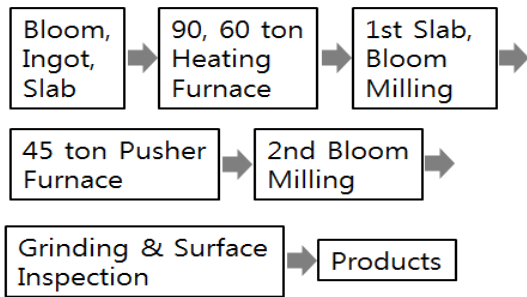 Bloom,
Ingot,
Slab
90, 60 ton
Heating
Furnace
1st Slab,
Bloom
Milling
45 ton Pusher
Furnace
2nd Bloom
Milling
Grinding & Surface
Inspection
Products